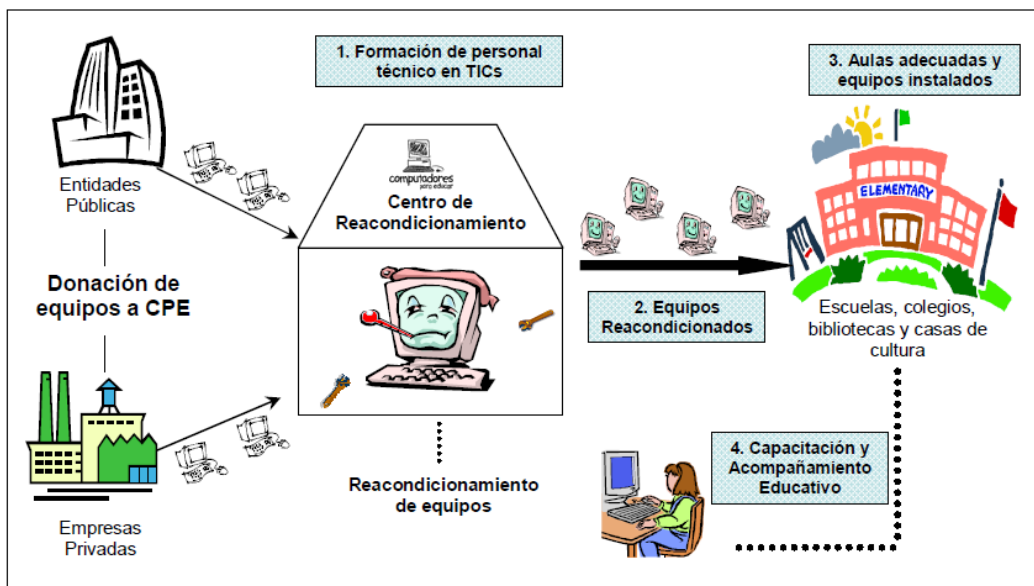 1. Formación de personal
técnico en TICs
3. Aulas adecuadas y
equipos instalados
Entidades
Públicas
computadores
para educar
Centro de
Reacondicionamiento
ELEMENTARY
Donación de
equipos a CPE
2. Equipos
Reacondicionados
Escuelas, colegios,
bibliotecas y casas de
cultura
4. Capacitación y
Acompañamiento
Educativo
Reacondicionamiento
de equipos
Empresas
Privadas